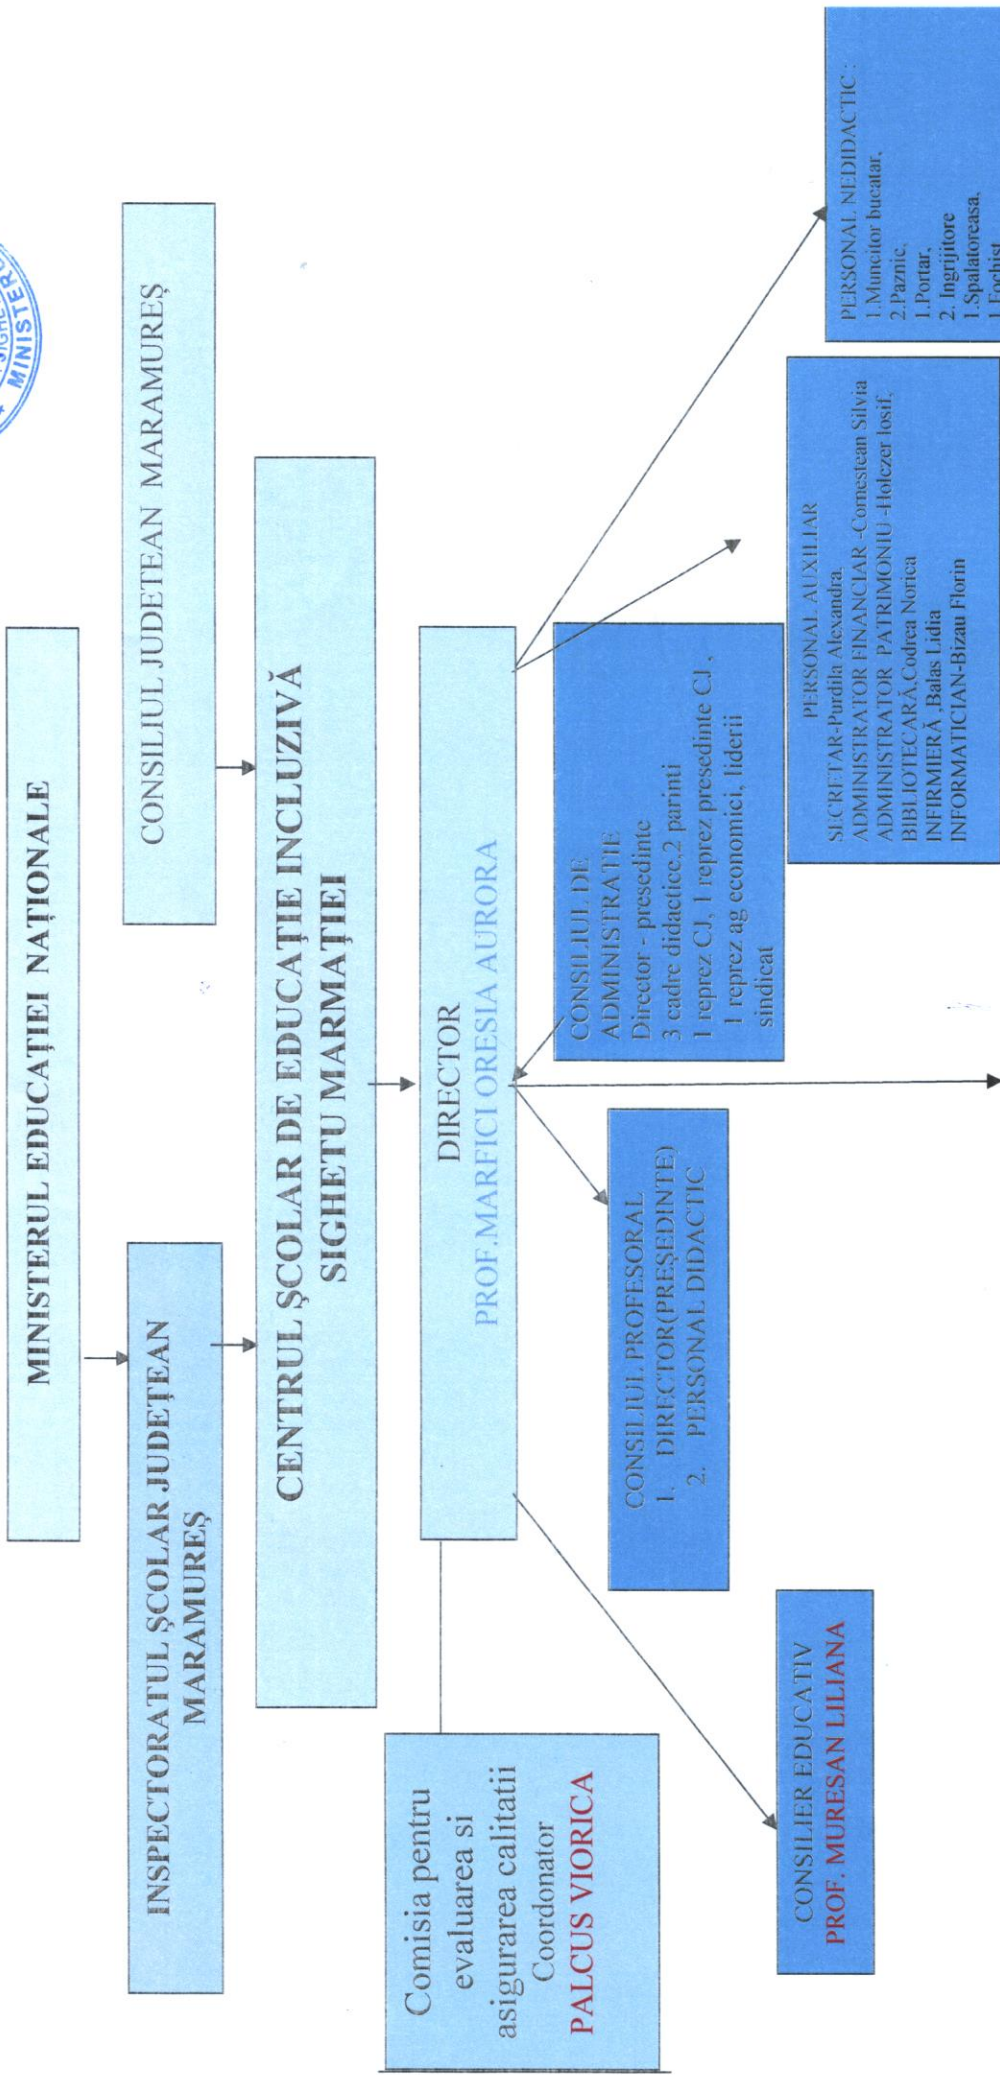 MINISTERUL EDUCAȚIEI NAȚIONALE
INSPECTORATUL ȘCOLAR JUDEȚEAN
MARAMUREȘ
CONSILIUL JUDETEAN MARAMUREȘ
MINISTERU
CENTRUL ȘCOLAR DE EDUCAȚIE INCLUZIVĂ
SIGHETU MARMAȚIEI
Comisia pentru
evaluarea si
asigurarea calitatii
Coordonator
PALCUS VIORICA
DIRECTOR
PROF.MARFICI ORESIA AURORA
CONSILIER EDUCATIV
PROF. MURESAN LILIANA
CONSILIUL PROFESORAL
1. DIRECTOR(PREȘEDINTE)
2. PERSONAL DIDACTIC
CONSILIUL DE
ADMINISTRATIE
Director - presedinte
3 cadre didactice,2 parinti
1 reprez CJ, 1 reprez presedinte CJ ,
1 reprez ag economici, liderii
sindicat
PERSONAL AUXILIAR
SECRETAR-Purdila Alexandra,
ADMINISTRATOR FINANCIAR -Cornestean Silvia
ADMINISTRATOR PATRIMONIU -Holczer Iosif,
BIBLIOTECARĂ,Codrea Norica
INFIRMIERĂ ,Balas Lidia
INFORMATICIAN-Bizau Florin
PERSONAL NEDIDACTIC :
1.Muncitor bucatar,
2.Paznic,
1.Portar,
2. Ingrijitore
1.Spalatoreasa,
1.Fochist